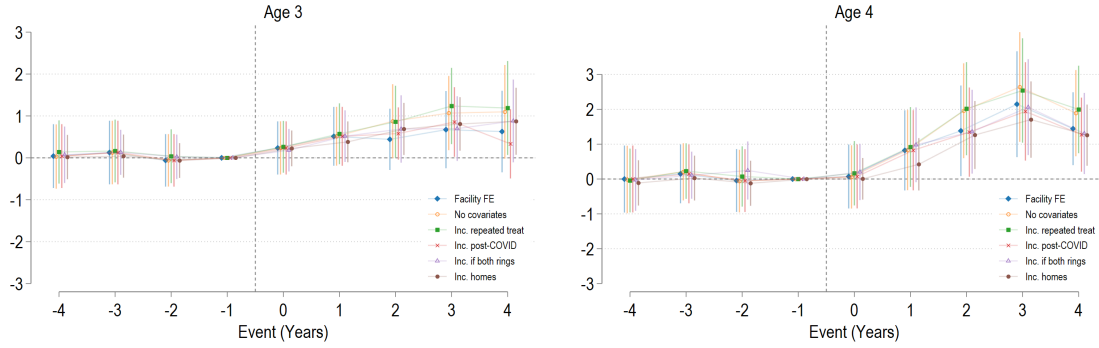 Age 3
3
2
1
0
-1
-2
-3
Facility FE
No covariates
Inc. repeated treat
Inc. post-COVID
Inc. if both rings
Inc. homes
-4 -3 -2 -1 0 1 2 3 4
Event (Years)
Age 4
3
2
1
0
-1
-2
-3
Facility FE
No covariates
Inc. repeated treat
Inc. post-COVID
Inc. if both rings
Inc. homes
-4 -3 -2 -1 0 1 2 3 4
Event (Years)